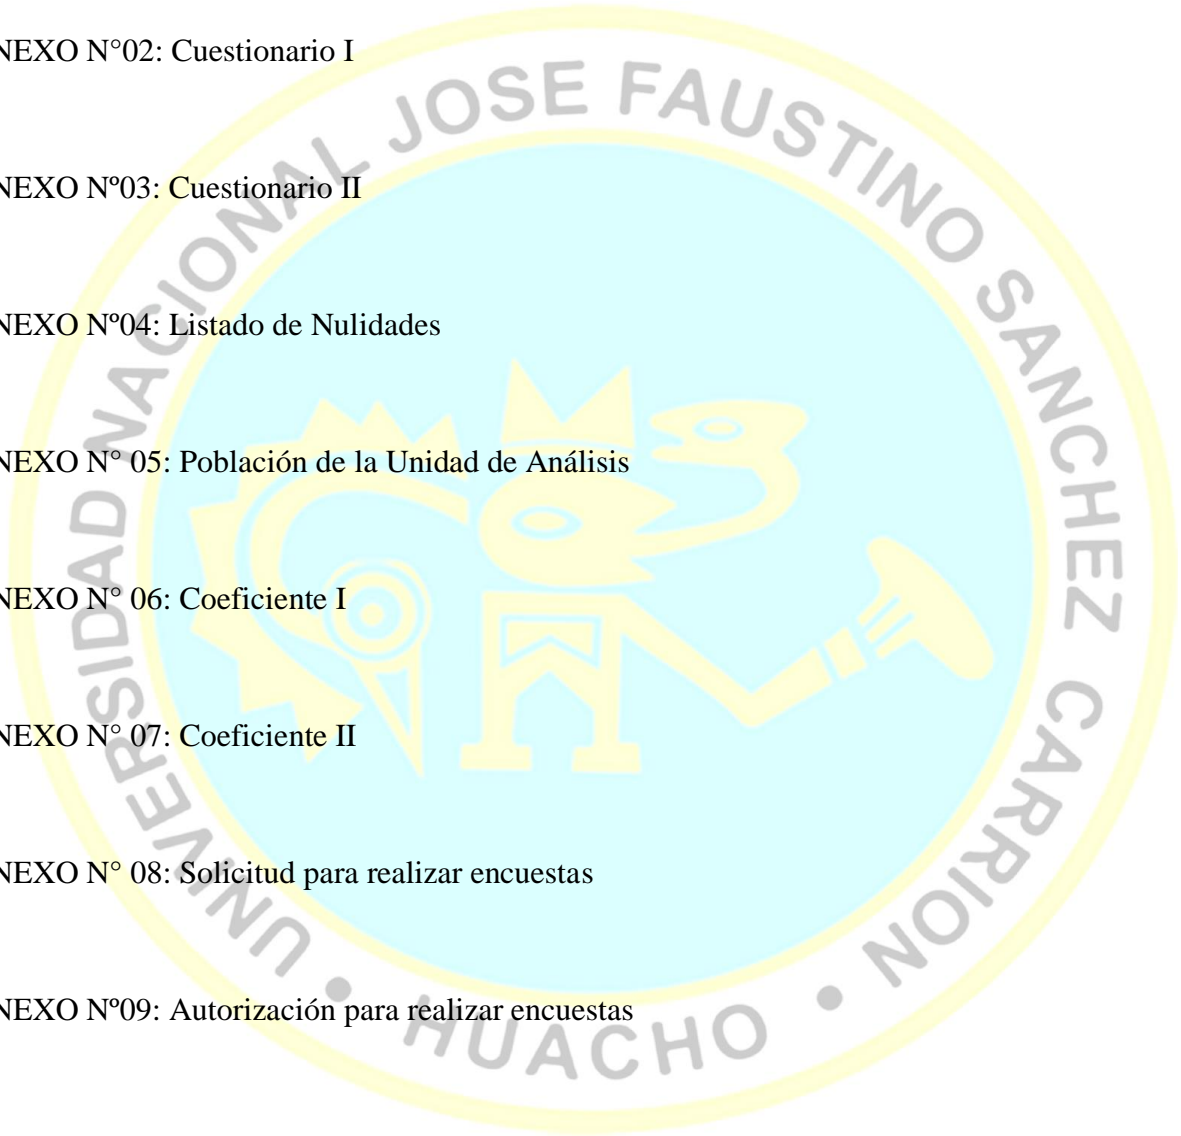 NEXO N°02: Cuestionario I
NEXO Nº03: Cuestionario II
NEXO Nº04: Listado de Nulidades
NEXO N° 05: Población de la Unidad de Análisis
NEXO N° 06: Coeficiente I
NEXO N° 07: Coeficiente II
NEXO N° 08: Solicitud para realizar encuestas
NEXO Nº09: Autorización para realizar encuestas
UNIVERSIDAD NACIONAL JOSE FAUSTINO SANCHEZ CARRION • HUACHO •